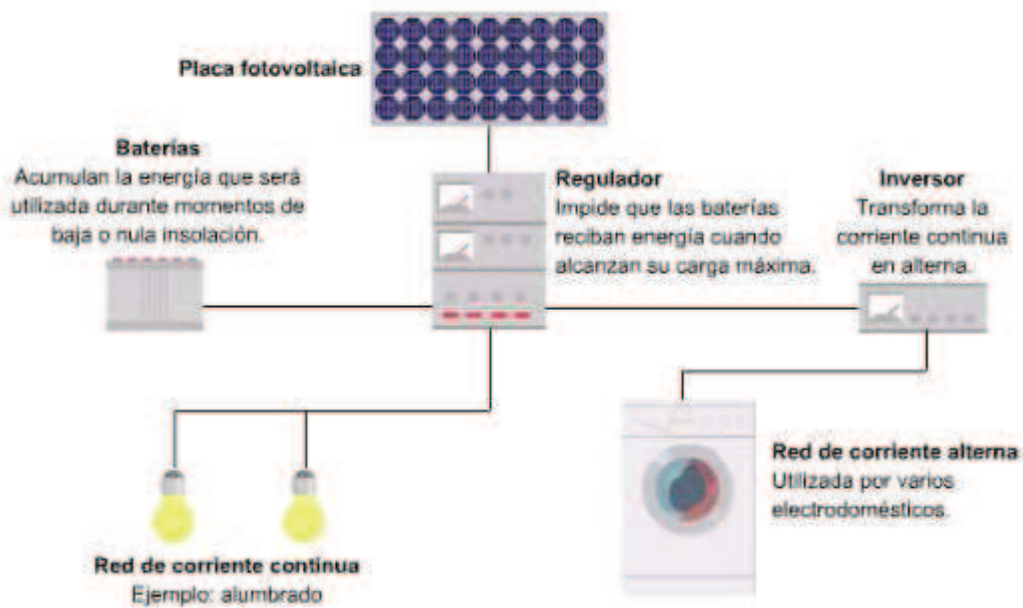 Placa fotovoltaica
Baterías
Acumulan la energía que será
utilizada durante momentos de
baja o nula insolación.
Regulador
Impide que las baterías
reciban energía cuando
alcanzan su carga máxima.
Inversor
Transforma la
corriente continua
en alterna.
Red de corriente alterna
Utilizada por varios
electrodomésticos.
Red de corriente continua
Ejemplo: alumbrado